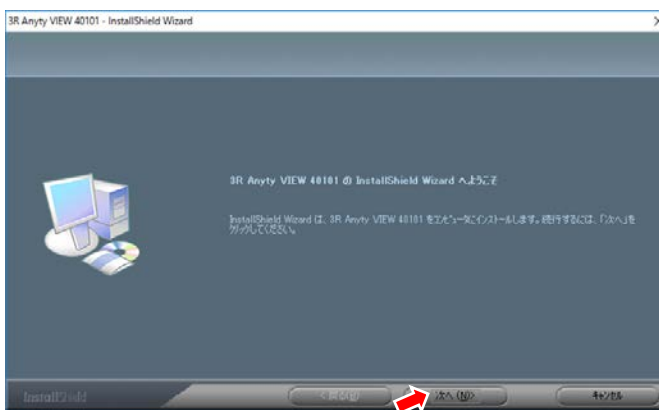 3R Anyty VIEW 40101 - InstallShield Wizard
3R Anyty VIEW 40101 の InstallShield Wizard へようこそ
InstallShield Wizard は、3R Anyty VIEW 40101 をコンピュータにインストールします。続行するには、「次へ」を
クリックしてください。
InstallShield
< 戻る(B)
次へ(N)>
キャンセル